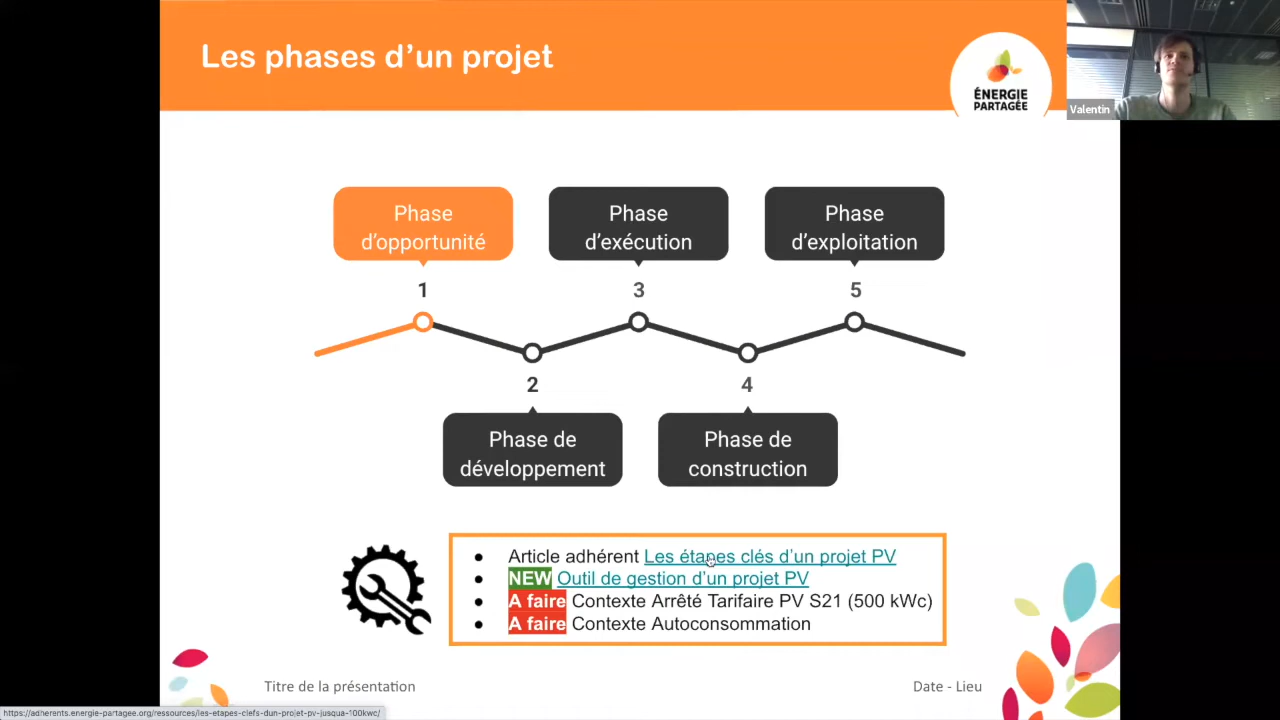 Les phases d'un projet
ÉNERGIE
PARTAGÉE
Valentin
Phase
d'opportunité
Phase
d'exécution
Phase
d'exploitation
1
3
5
2
4
Phase de
développement
Phase de
construction
Article adhérent Les étapes clés d'un projet PV
NEW Outil de gestion d'un projet PV
A faire Contexte Arrêté Tarifaire PV S21 (500 kWc)
A faire Contexte Autoconsommation
Titre de la présentation
Date - Lieu
https://adherents.energie-partagee.org/ressources/les-etapes-clefs-dun-projet-pv-jusqua-100kwc/